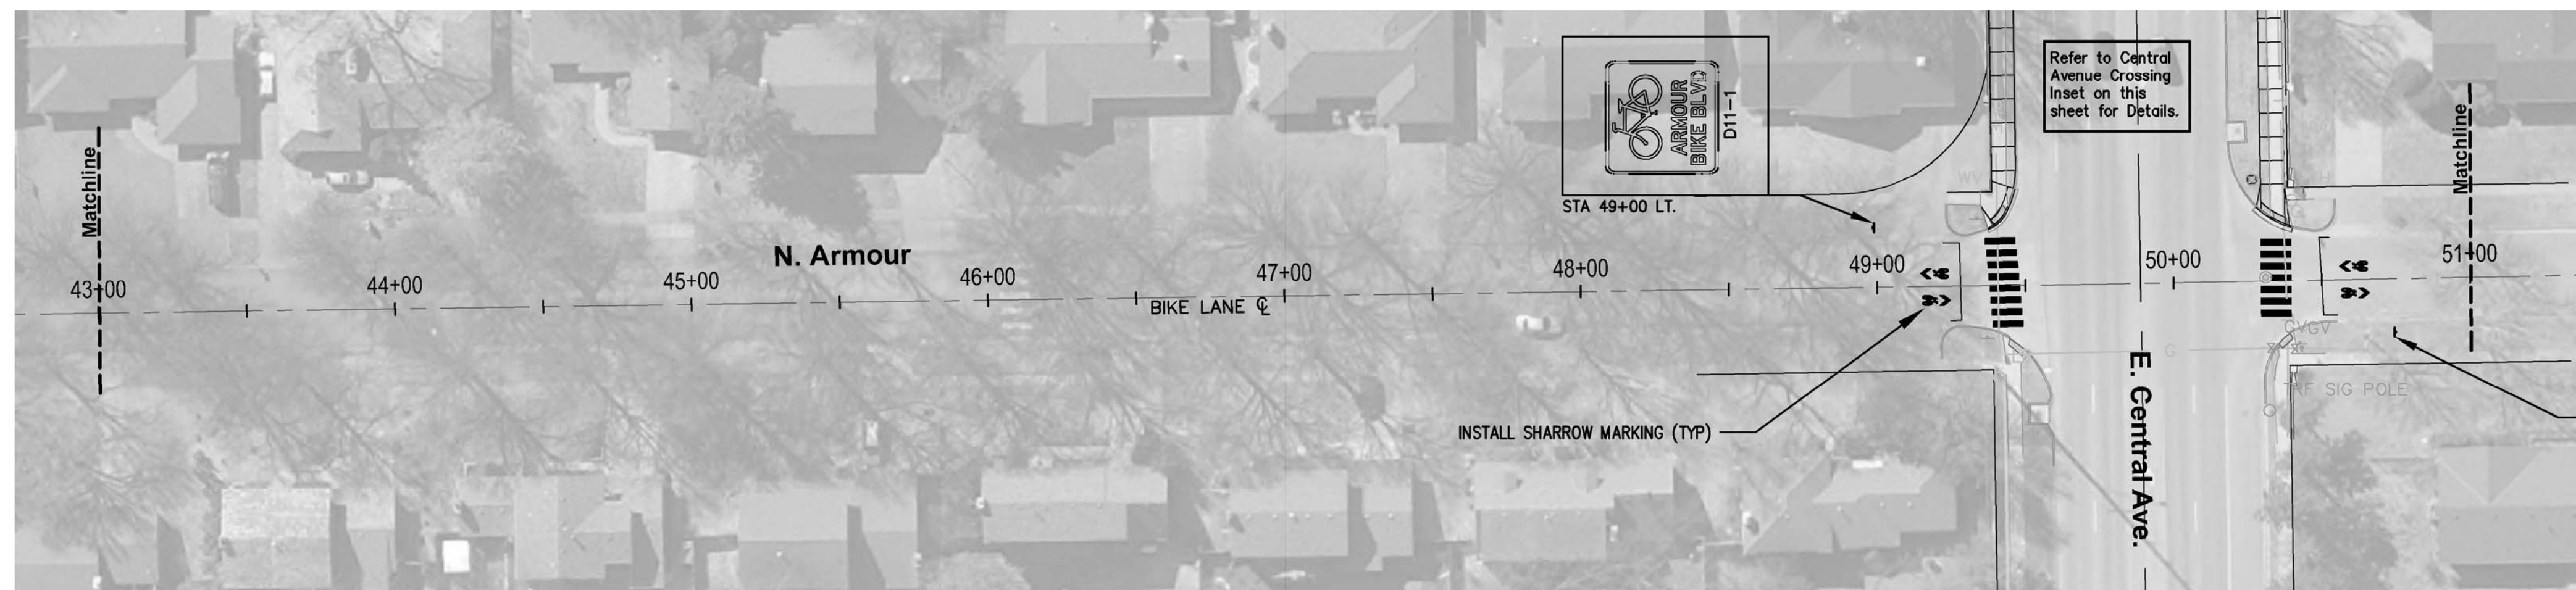 Matchline
43+00
44+00
45+00
N. Armour
46+00
BIKE LANE ℄
47+00
48+00
ARMOUR
BIKE BLVD
D11-1
STA 49+00 LT.
INSTALL SHARROW MARKING (TYP)
49+00
WV
Refer to Central
Avenue Crossing
Inset on this
sheet for Details.
50+00
E. Central Ave.
G
GVGV
SIG POLE
Matchline
51+00